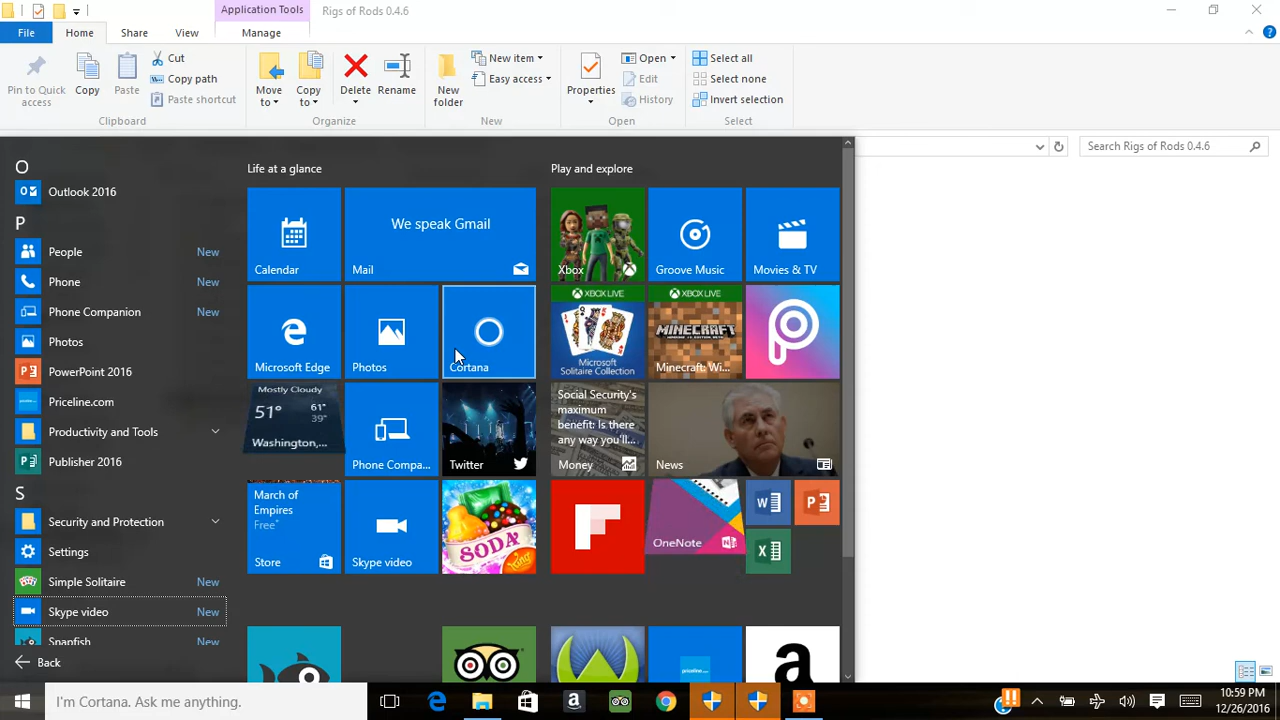 Application Tools
Rigs of Rods 0.4.6
File
Home
Share
View
Manage
Pin to Quick access
Copy
Paste
Cut
Copy path
Paste shortcut
Clipboard
Move to
Copy to
Delete
Rename
Organize
New folder
New item
Easy access
New
Properties
Open
Edit
History
Open
Select all
Select none
Invert selection
Select
Search Rigs of Rods 0.4.6
O
Outlook 2016
P
People New
Phone New
Phone Companion New
Photos
PowerPoint 2016
Priceline.com
Productivity and Tools
Publisher 2016
S
Security and Protection
Settings
Simple Solitaire New
Skype video New
Snapfish New
Back
Life at a glance
Calendar
We speak Gmail
Mail
Microsoft Edge
Photos
Cortana
Mostly Cloudy
51° 61°
39°
Washington,...
Phone Compa...
Twitter
March of
Empires
Free*
Store
Skype video
SODA
King
Play and explore
Xbox
Groove Music
Movies & TV
XBOX LIVE
Microsoft
Solitaire Collection
XBOX LIVE
MINECRAFT
Minecraft: Wi...
Social Security's
maximum
benefit: Is there
any way you'll...
Money
News
OneNote
priceline.com
I'm Cortana. Ask me anything.
10:59 PM
12/26/2016